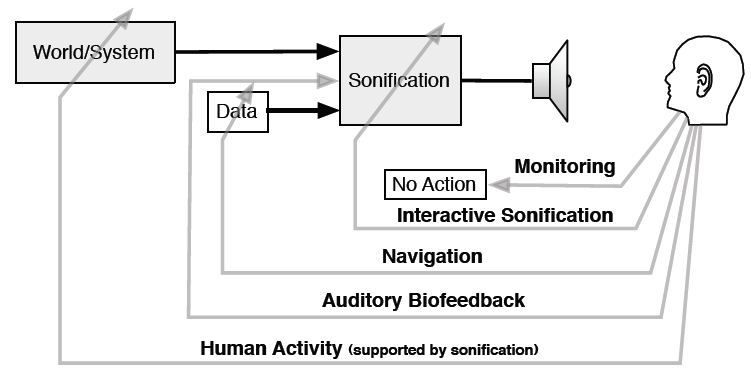 World/System
Sonification
Data
Monitoring
No Action
Interactive Sonification
Navigation
Auditory Biofeedback
Human Activity (supported by sonification)